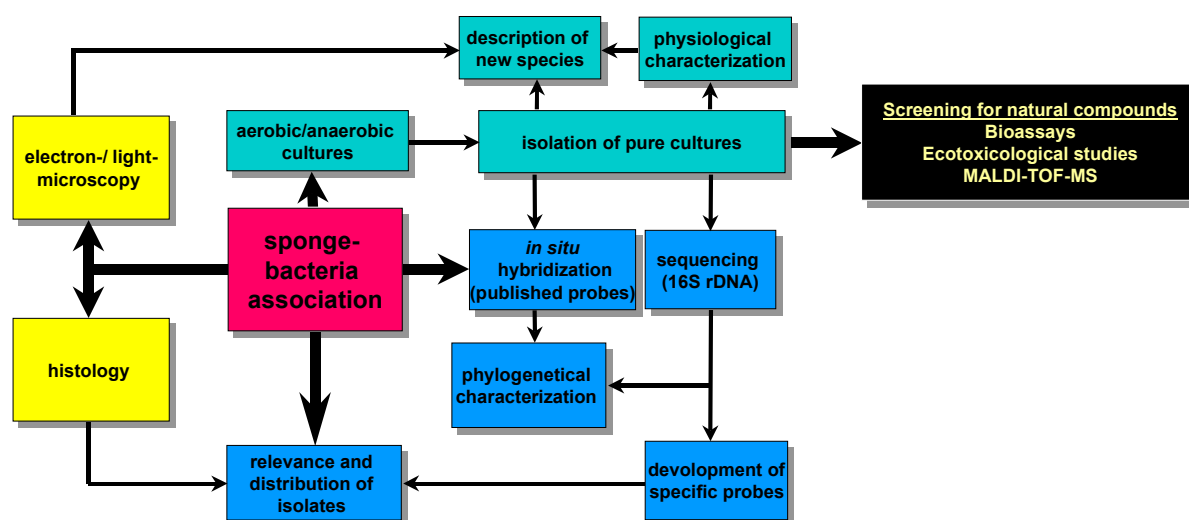 description of
new species
physiological
characterization
Screening for natural compounds
Bioassays
Ecotoxicological studies
MALDI-TOF-MS
electron-/ light-
microscopy
aerobic/anaerobic
cultures
isolation of pure cultures
sponge-
bacteria
association
in situ
hybridization
(published probes)
sequencing
(16S rDNA)
histology
phylogenetical
characterization
relevance and
distribution of
isolates
devolopment of
specific probes